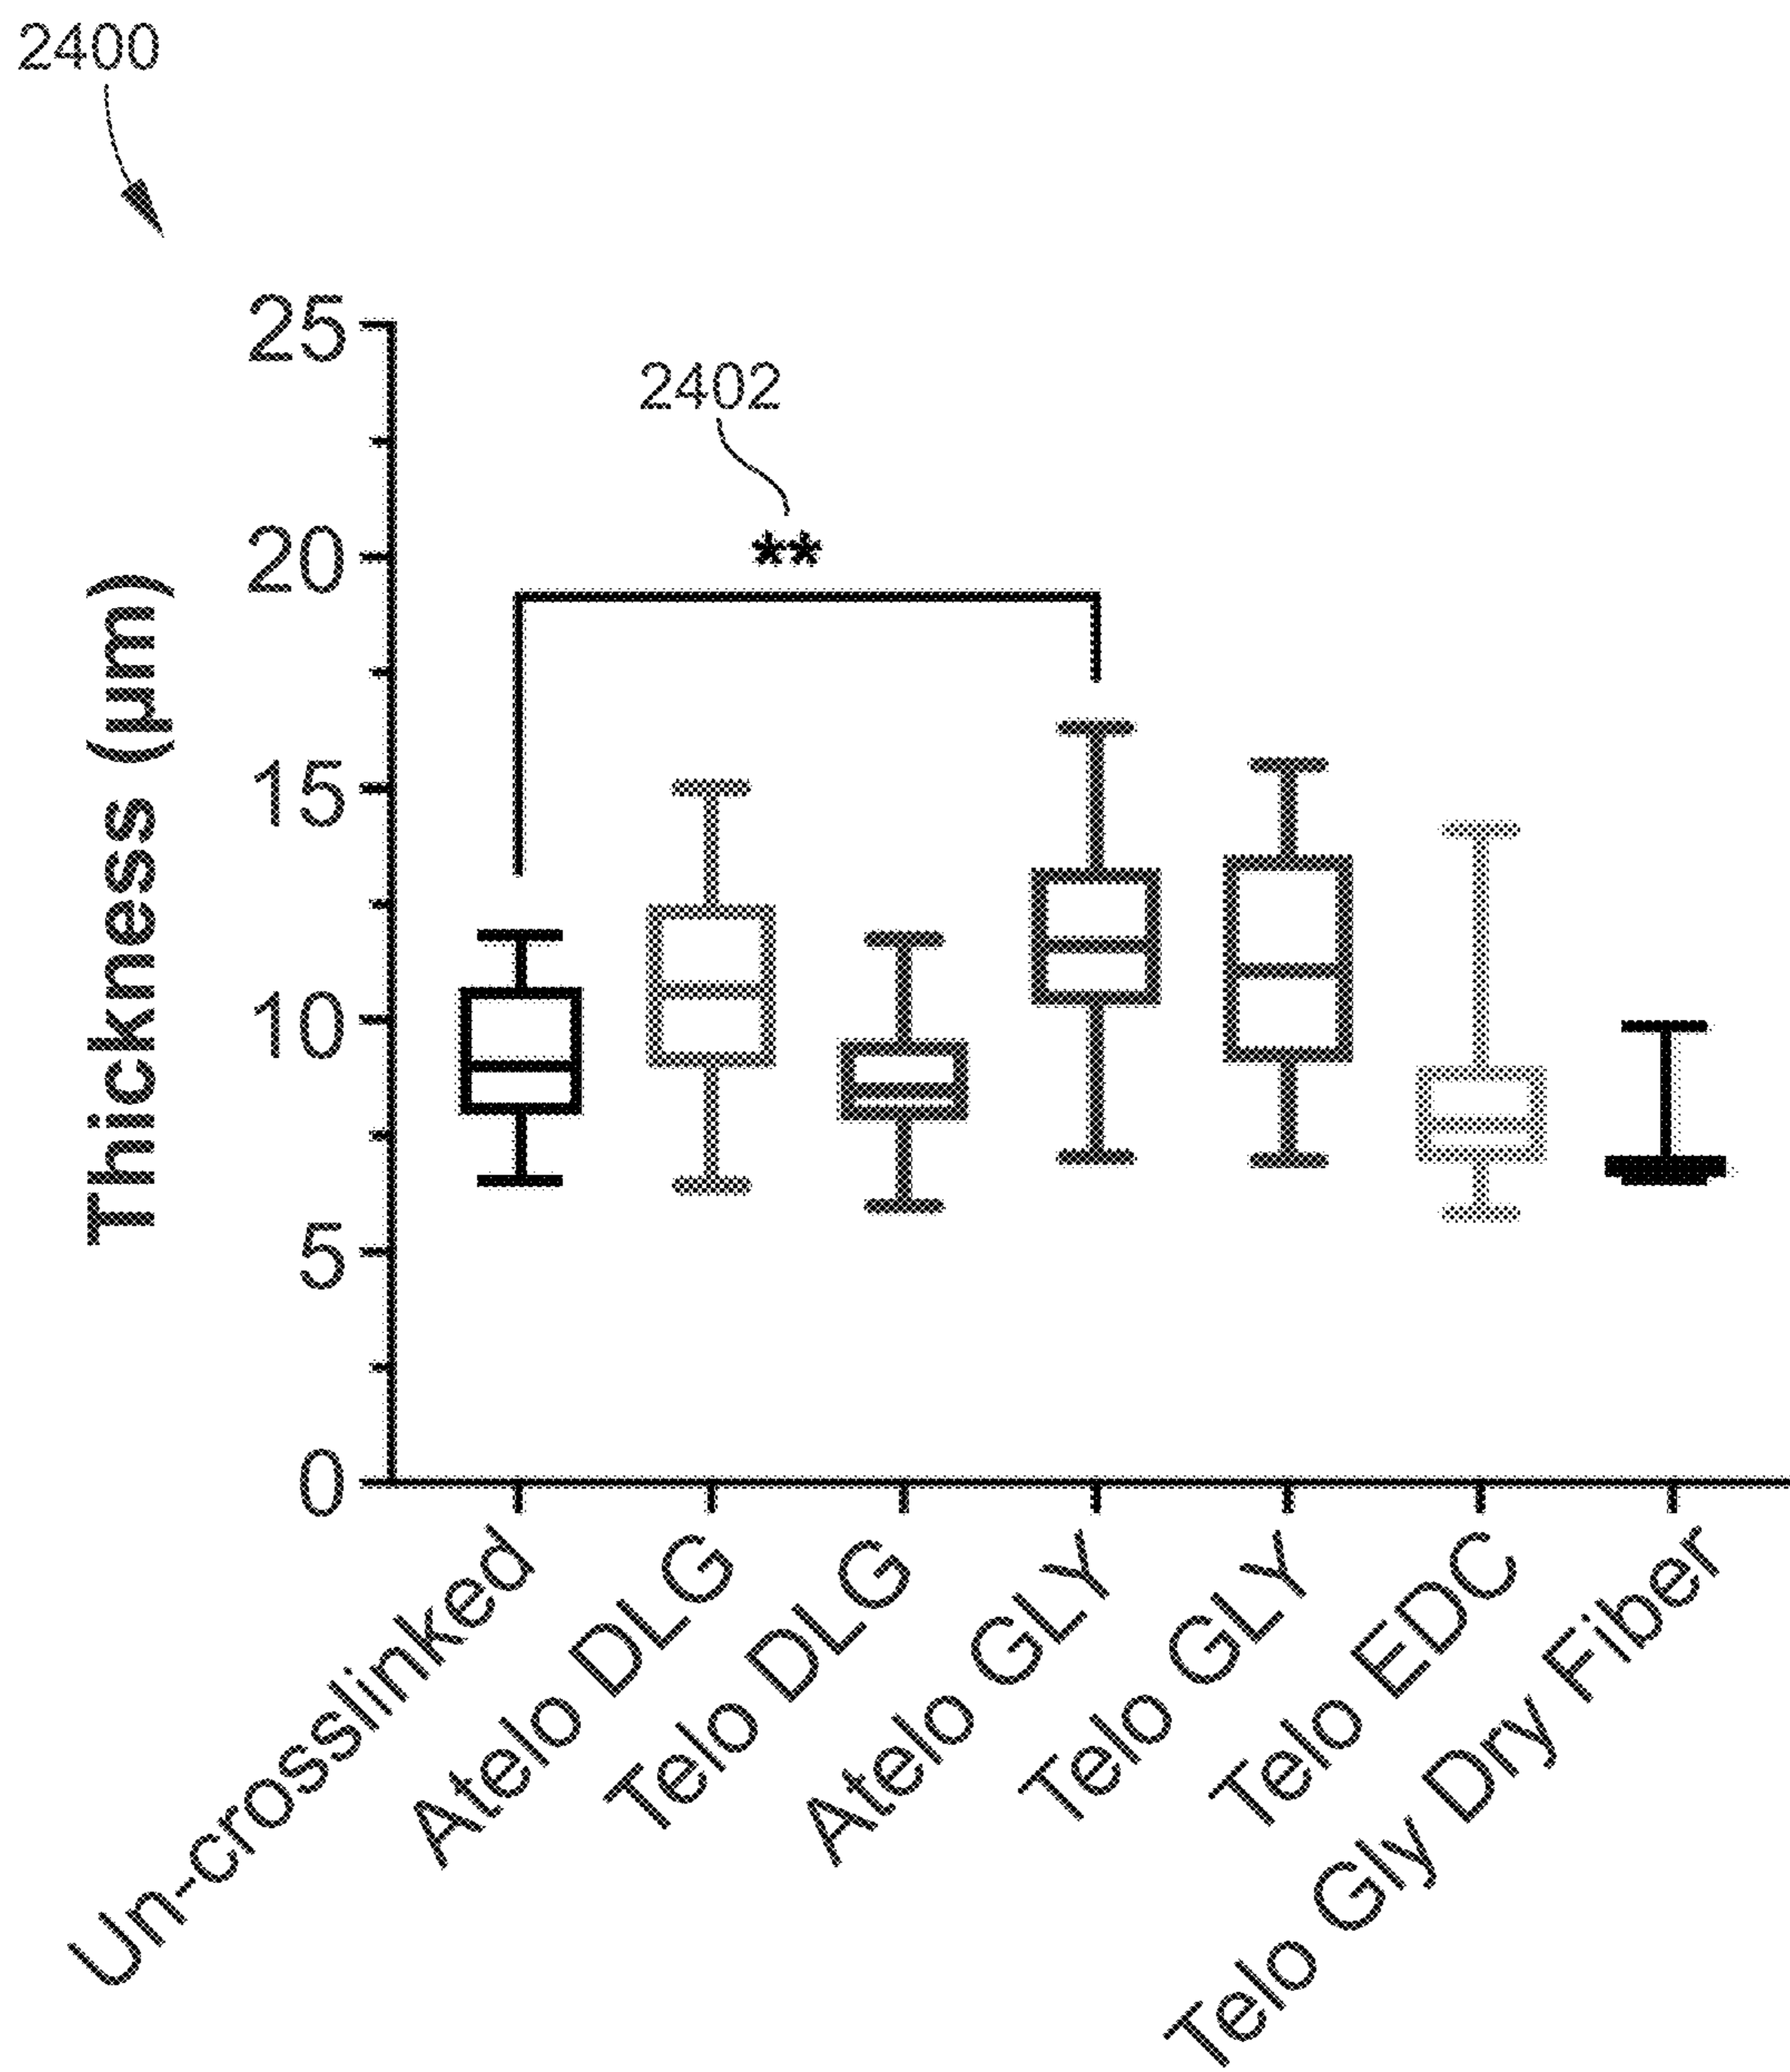 2400
2402
**
Thickness (µm)
25
20
15
10
5
0
Un-crosslinked
Atelo DLG
Telo DLG
Atelo GLY
Telo GLY
Telo EDC
Telo Gly Dry Fiber